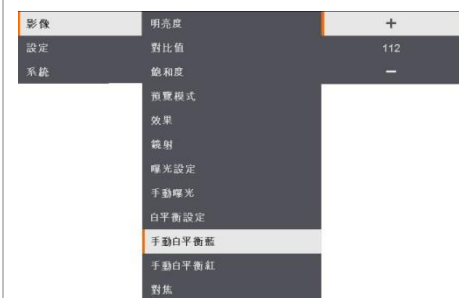 影像
設定
系統
明亮度
對比值
飽和度
預覽模式
效果
鏡射
曝光設定
手動曝光
白平衡設定
手動白平衡藍
手動白平衡紅
對焦
+
112
−